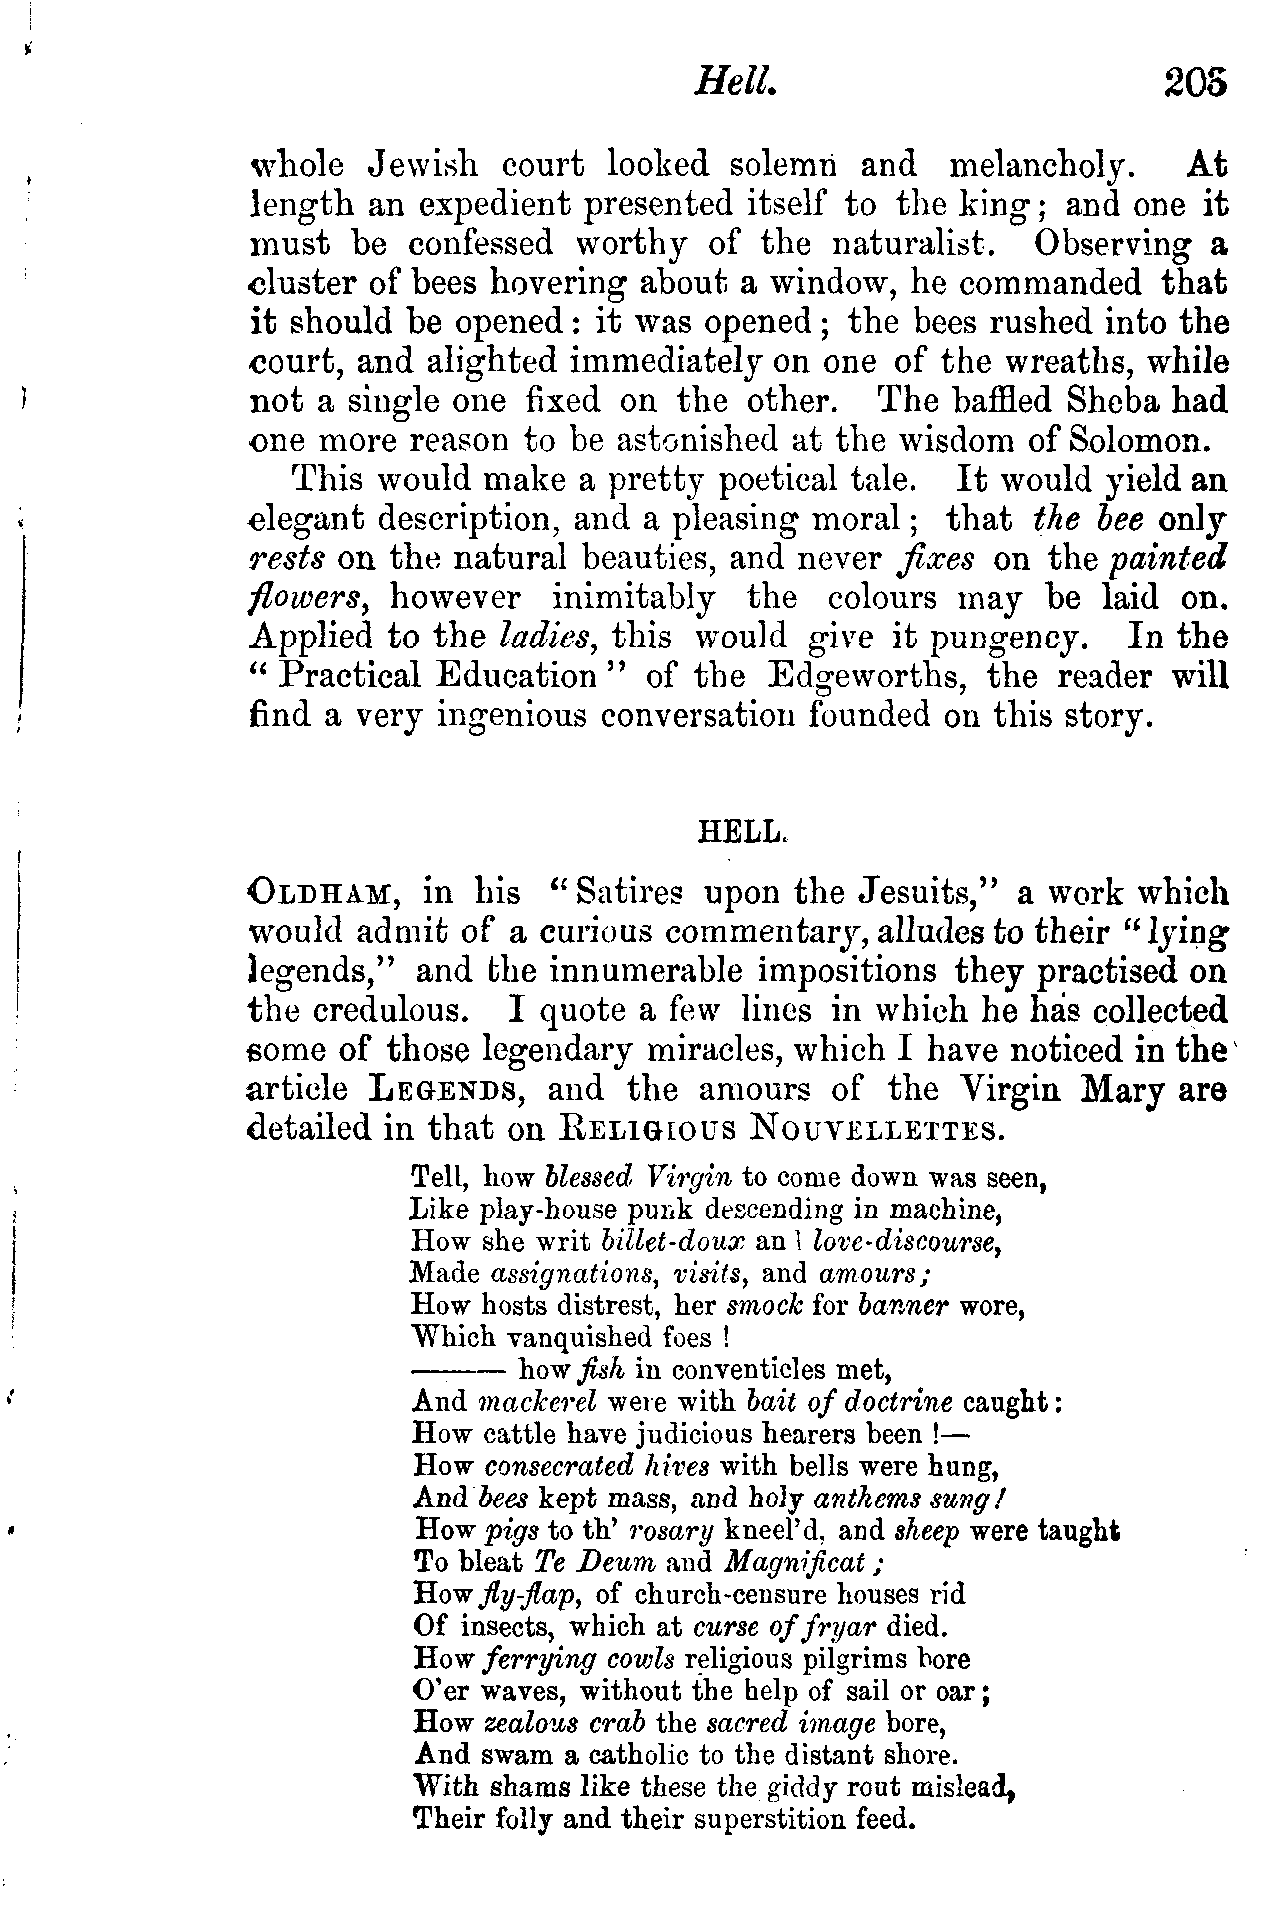 Hell. 205
whole Jewish court looked solemn and melancholy. At
length an expedient presented itself to the king; and one it
must be confessed worthy of the naturalist. Observing a
cluster of bees hovering about a window, he commanded that
it should be opened: it was opened; the bees rushed into the
court, and alighted immediately on one of the wreaths, while
not a single one fixed on the other. The baffled Sheba had
one more reason to be astonished at the wisdom of Solomon.
This would make a pretty poetical tale. It would yield an
elegant description, and a pleasing moral; that the bee only
rests on the natural beauties, and never fixes on the painted
flowers, however inimitably the colours may be laid on.
Applied to the ladies, this would give it pungency. In the
"Practical Education" of the Edgeworths, the reader will
find a very ingenious conversation founded on this story.
HELL.
OLDHAM, in his "Satires upon the Jesuits," a work which
would admit of a curious commentary, alludes to their "lying
legends," and the innumerable impositions they practised on
the credulous. I quote a few lines in which he has collected
some of those legendary miracles, which I have noticed in the
article LEGENDS, and the amours of the Virgin Mary are
detailed in that on RELIGIOUS NOUVELLETTES.
Tell, how blessed Virgin to come down was seen,
Like play-house punk descending in machine,
How she writ billet-doux and love-discourse,
Made assignations, visits, and amours;
How hosts distrest, her smock for banner wore,
Which vanquished foes!
——— how fish in conventicles met,
And mackerel were with bait of doctrine caught:
How cattle have judicious hearers been!—
How consecrated hives with bells were hung,
And bees kept mass, and holy anthems sung!
How pigs to th' rosary kneel'd, and sheep were taught
To bleat Te Deum and Magnificat;
How fly-flap, of church-censure houses rid
Of insects, which at curse of fryar died.
How ferrying cowls religious pilgrims bore
O'er waves, without the help of sail or oar;
How zealous crab the sacred image bore,
And swam a catholic to the distant shore.
With shams like these the giddy rout mislead,
Their folly and their superstition feed.